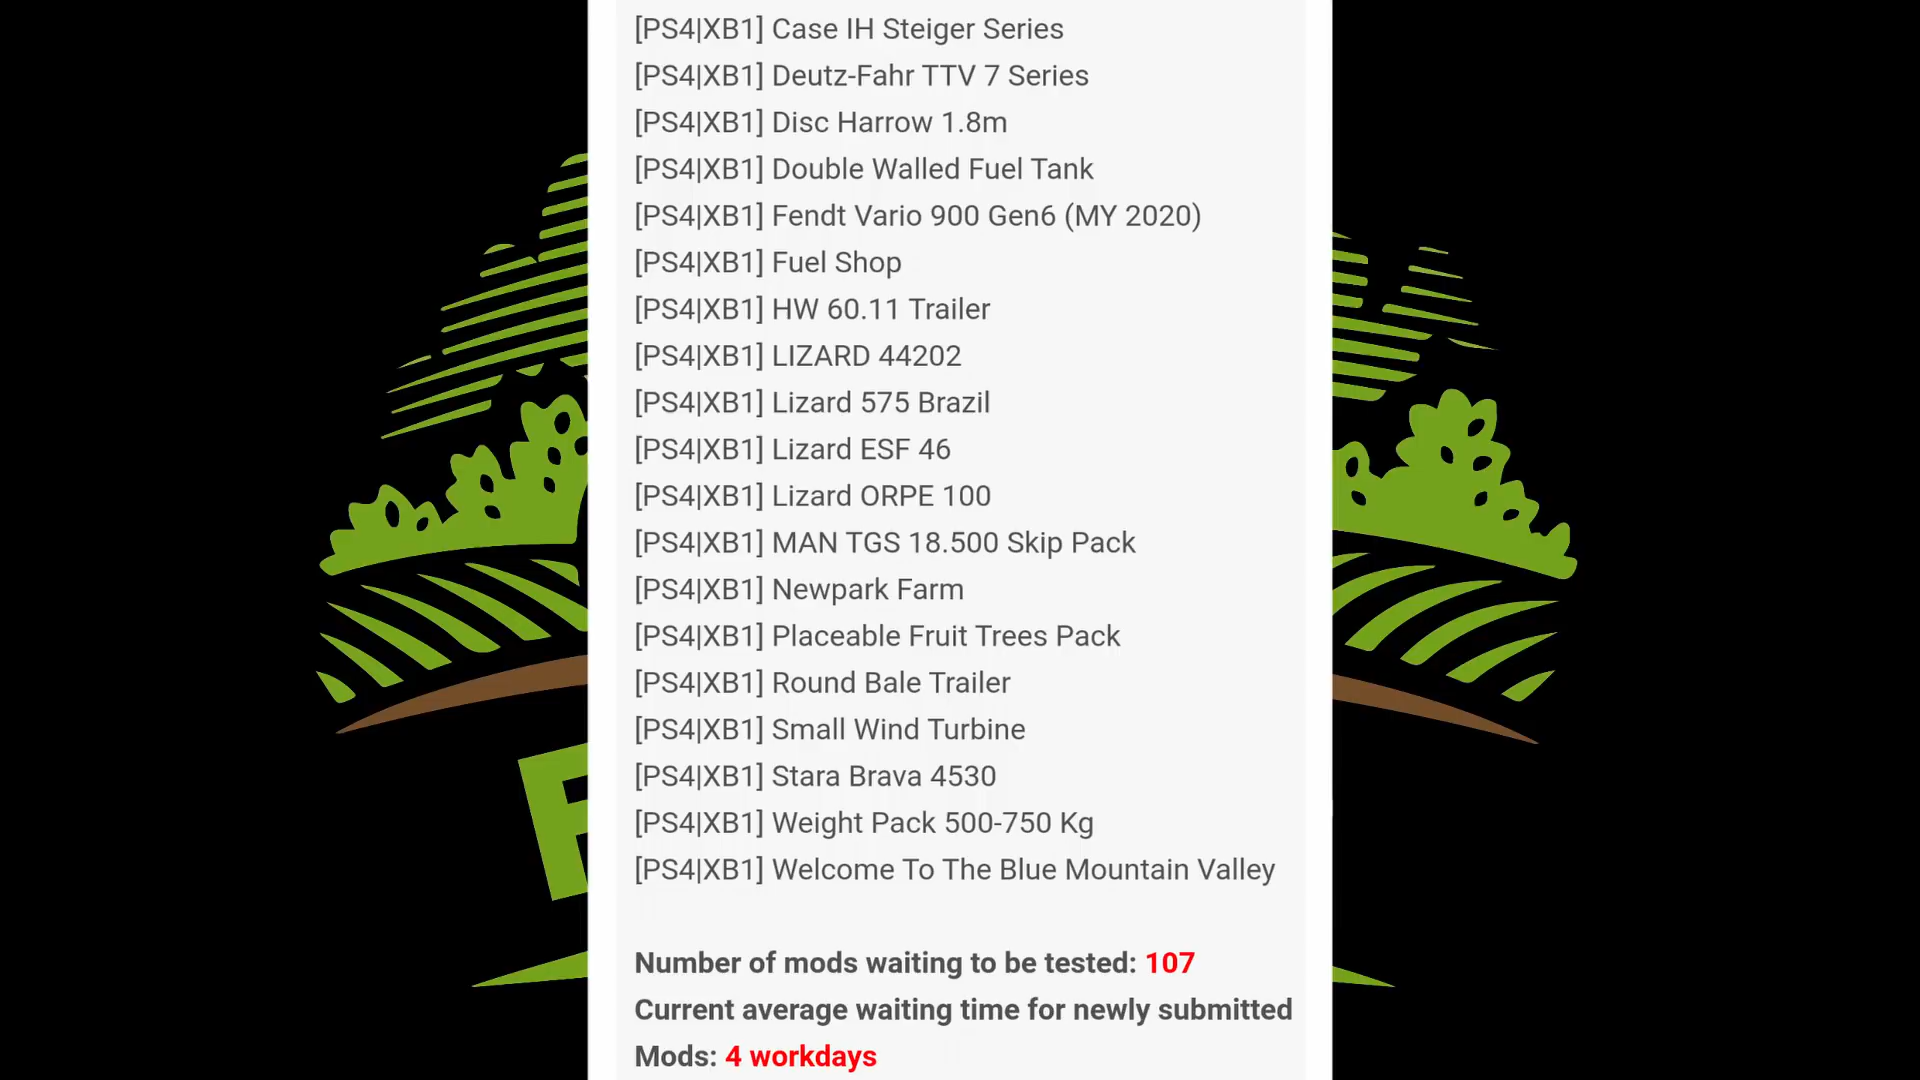 [PS4|XB1] Case IH Steiger Series
[PS4|XB1] Deutz-Fahr TTV 7 Series
[PS4|XB1] Disc Harrow 1.8m
[PS4|XB1] Double Walled Fuel Tank
[PS4|XB1] Fendt Vario 900 Gen6 (MY 2020)
[PS4|XB1] Fuel Shop
[PS4|XB1] HW 60.11 Trailer
[PS4|XB1] LIZARD 44202
[PS4|XB1] Lizard 575 Brazil
[PS4|XB1] Lizard ESF 46
[PS4|XB1] Lizard ORPE 100
[PS4|XB1] MAN TGS 18.500 Skip Pack
[PS4|XB1] Newpark Farm
[PS4|XB1] Placeable Fruit Trees Pack
[PS4|XB1] Round Bale Trailer
[PS4|XB1] Small Wind Turbine
[PS4|XB1] Stara Brava 4530
[PS4|XB1] Weight Pack 500-750 Kg
[PS4|XB1] Welcome To The Blue Mountain Valley
Number of mods waiting to be tested: 107
Current average waiting time for newly submitted
Mods: 4 workdays